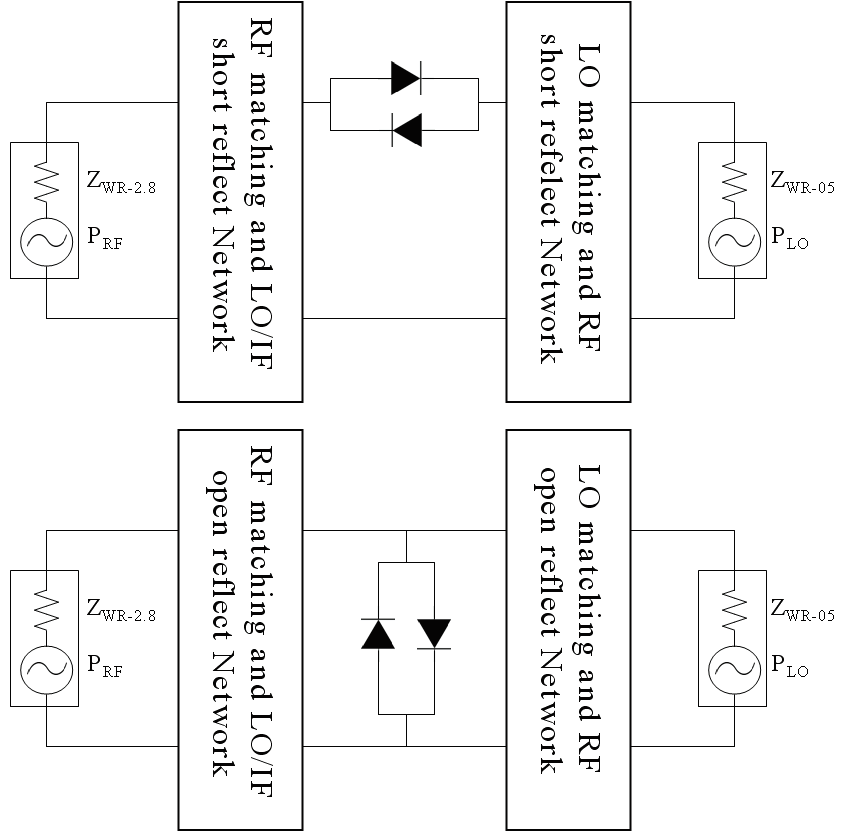 RF matching and LO/IF
short reflect Network
LO matching and RF
short refelect Network
Z_WR-2.8
P_RF
Z_WR-05
P_LO
RF matching and LO/IF
open reflect Network
LO matching and RF
open reflect Network
Z_WR-2.8
P_RF
Z_WR-05
P_LO